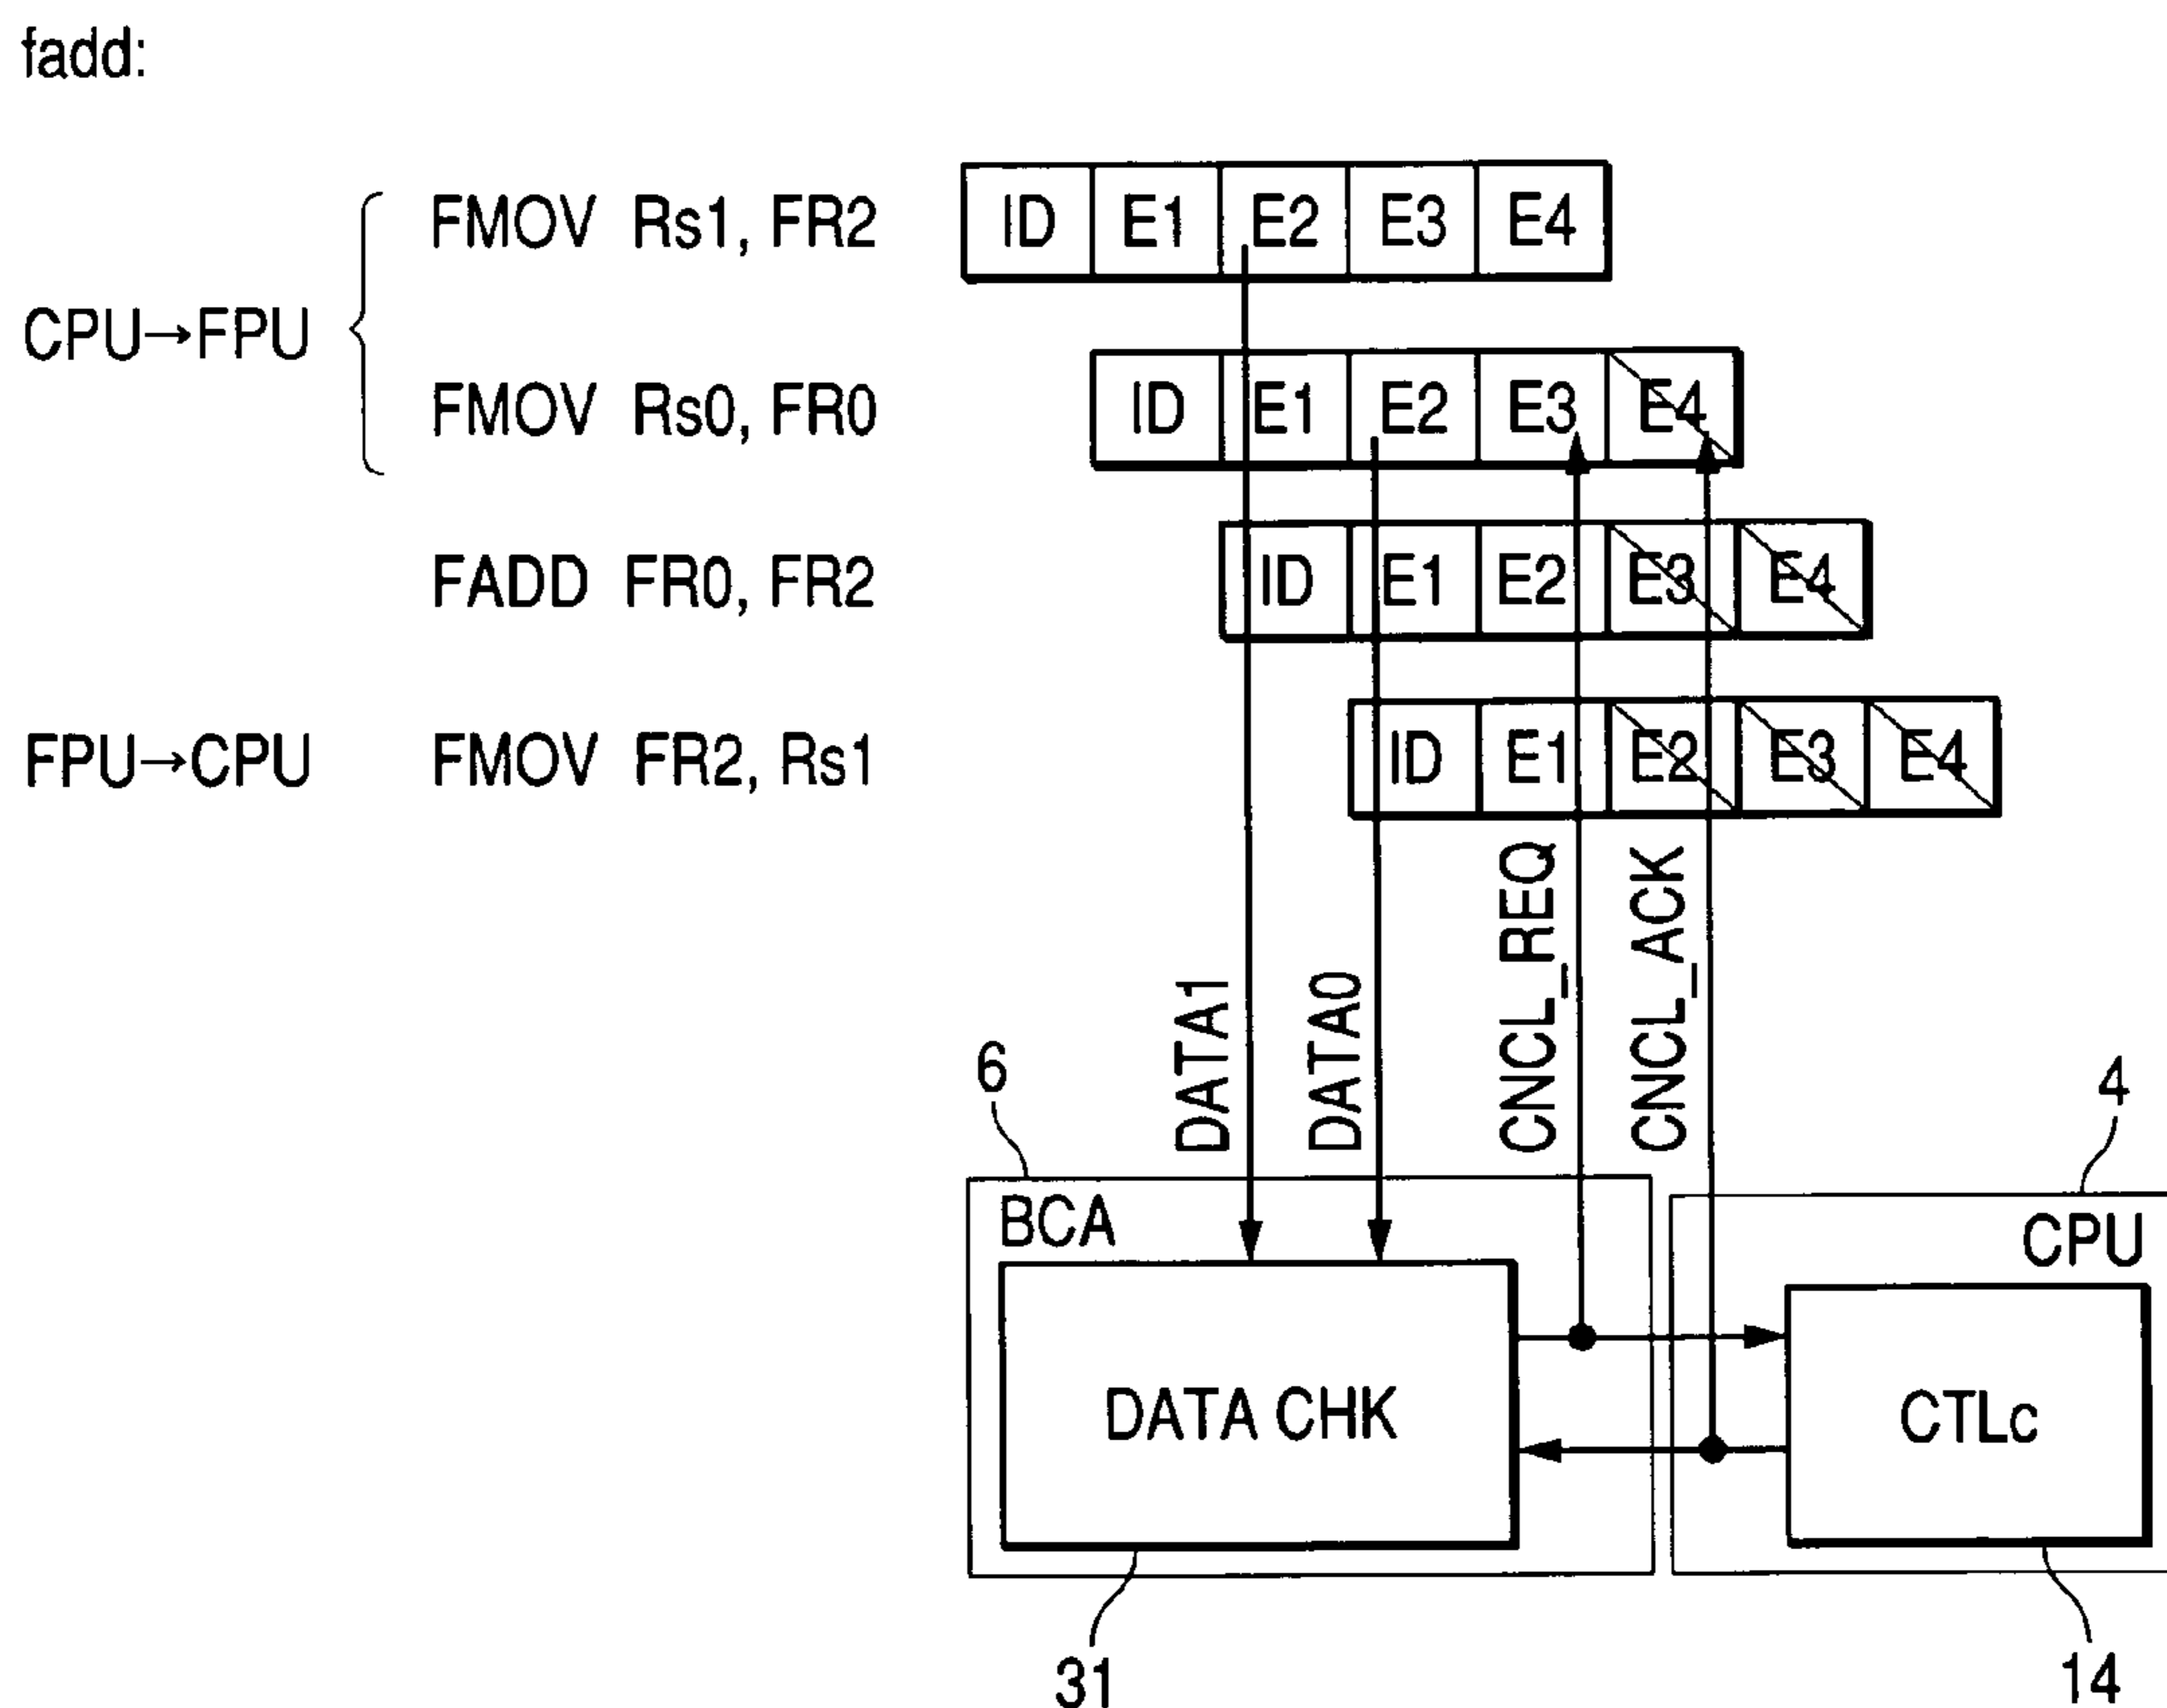 fadd:
FMOV Rs1, FR2 ID E1 E2 E3 E4
CPU→FPU
FMOV Rs0, FR0 ID E1 E2 E3 E4
FADD FR0, FR2 ID E1 E2 E3 E4
FPU→CPU FMOV FR2, Rs1 ID E1 E2 E3 E4
DATA1
DATA0
CNCL_REQ
CNCL_ACK
6
4
BCA
CPU
DATA CHK
CTLc
31
14